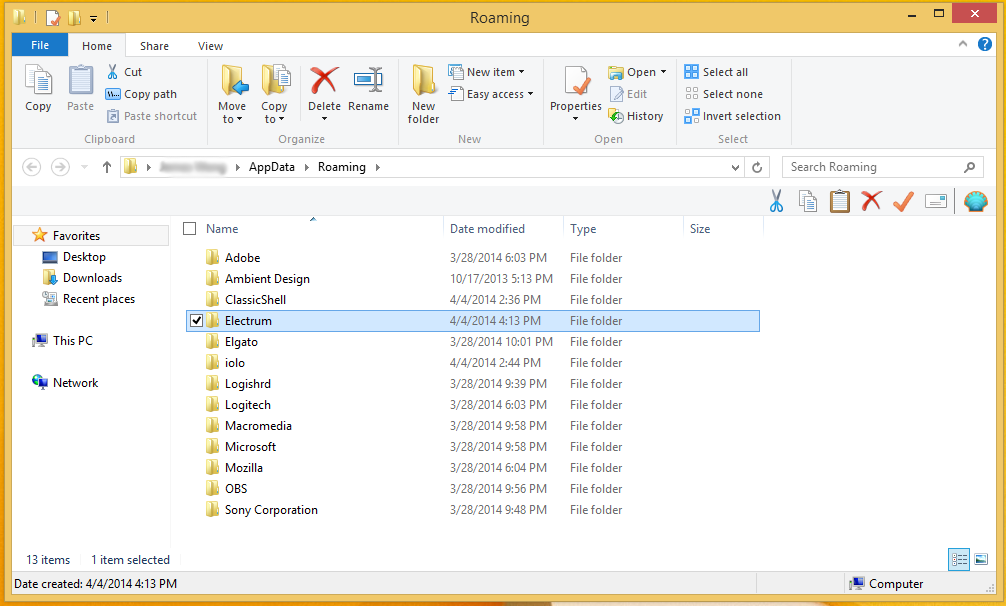 Roaming
File Home Share View
Copy Paste Cut Copy path Paste shortcut
Move to Copy to Delete Rename
New folder New item Easy access
Properties Open Edit History
Select all Select none Invert selection
Clipboard Organize New Open Select
AppData Roaming Search Roaming
Name Date modified Type Size
Favorites
Desktop
Downloads
Recent places
This PC
Network
Adobe 3/28/2014 6:03 PM File folder
Ambient Design 10/17/2013 5:13 PM File folder
ClassicShell 4/4/2014 2:36 PM File folder
Electrum 4/4/2014 4:13 PM File folder
Elgato 3/28/2014 10:01 PM File folder
iolo 4/4/2014 2:44 PM File folder
Logishrd 3/28/2014 9:39 PM File folder
Logitech 3/28/2014 6:03 PM File folder
Macromedia 3/28/2014 9:58 PM File folder
Microsoft 3/28/2014 9:58 PM File folder
Mozilla 3/28/2014 6:04 PM File folder
OBS 3/28/2014 9:56 PM File folder
Sony Corporation 3/28/2014 9:48 PM File folder
13 items 1 item selected
Date created: 4/4/2014 4:13 PM Computer